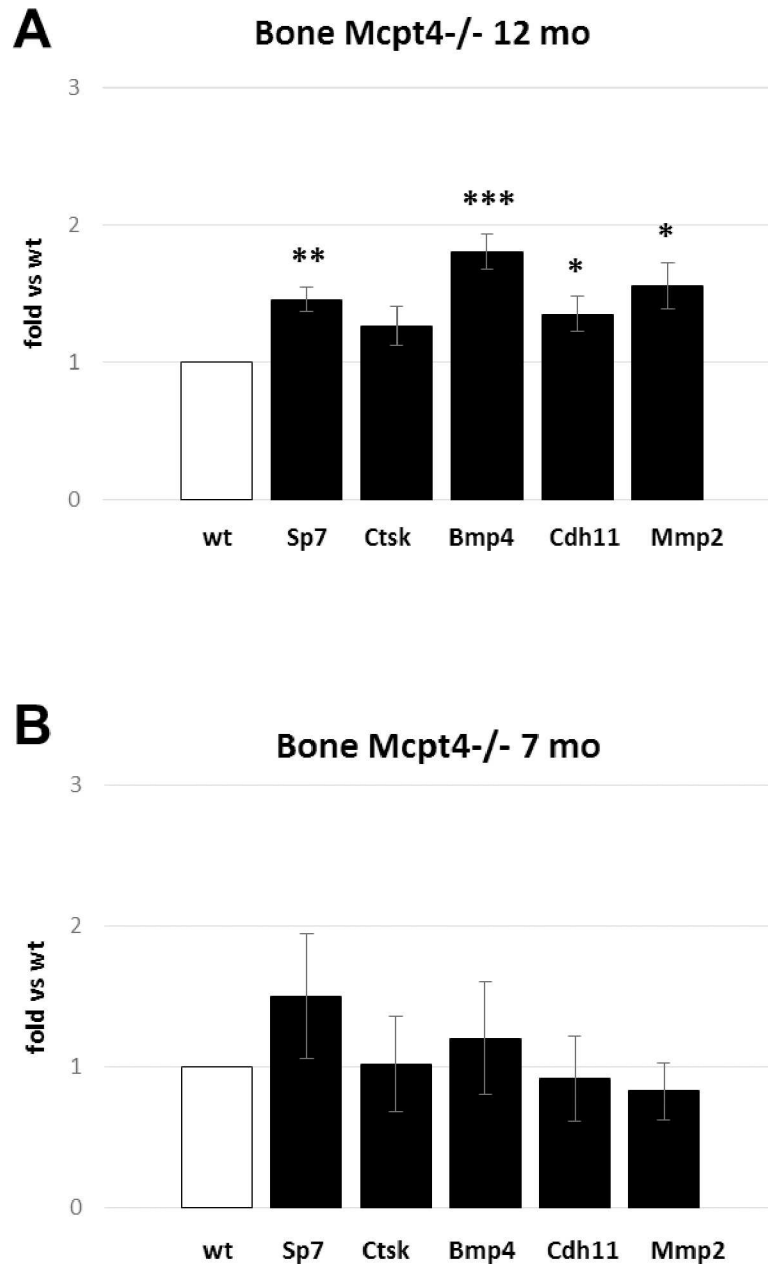 A
Bone Mcpt4-/- 12 mo
3
2
1
0
fold vs wt
**
***
*
*
wt Sp7 Ctsk Bmp4 Cdh11 Mmp2
B
Bone Mcpt4-/- 7 mo
3
2
1
0
fold vs wt
wt Sp7 Ctsk Bmp4 Cdh11 Mmp2